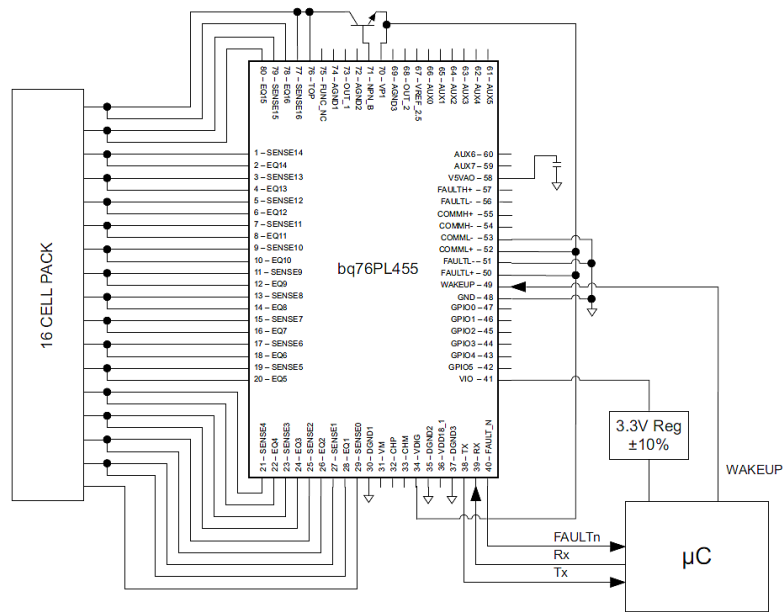 80 – EQ15
79 – SENSE15
78 – EQ16
77 – SENSE16
76 – TOP
75 – FUNC_NC
74 – AGND1
73 – OUT_1
72 – AGND2
71 – NPN_B
70 – VP1
69 – AGND3
68 – OUT_2
67 – VREF_2.5
66 – AUX0
65 – AUX1
64 – AUX2
63 – AUX3
62 – AUX4
61 – AUX5
16 CELL PACK
1 – SENSE14
2 – EQ14
3 – SENSE13
4 – EQ13
5 – SENSE12
6 – EQ12
7 – SENSE11
8 – EQ11
9 – SENSE10
10 – EQ10
11 – SENSE9
12 – EQ9
13 – SENSE8
14 – EQ8
15 – SENSE7
16 – EQ7
17 – SENSE6
18 – EQ6
19 – SENSE5
20 – EQ5
bq76PL455
AUX6 – 60
AUX7 – 59
V5VAO – 58
FAULTH+ – 57
FAULTL- – 56
COMMH+ – 55
COMMH- – 54
COMML- – 53
COMML+ – 52
FAULTL- – 51
FAULTL+ – 50
WAKEUP – 49
GND – 48
GPIO0 – 47
GPIO1 – 46
GPIO2 – 45
GPIO3 – 44
GPIO4 – 43
GPIO5 – 42
VIO – 41
21 – SENSE4
22 – EQ4
23 – SENSE3
24 – EQ3
25 – SENSE2
26 – EQ2
27 – SENSE1
28 – EQ1
29 – SENSE0
30 – DGND1
31 – VM
32 – CHP
33 – CHM
34 – VDIG
35 – DGND2
36 – VDD18_1
37 – DGND3
38 – TX
39 – RX
40 – FAULT_N
3.3V Reg
±10%
WAKEUP
FAULTn
Rx
Tx
µC